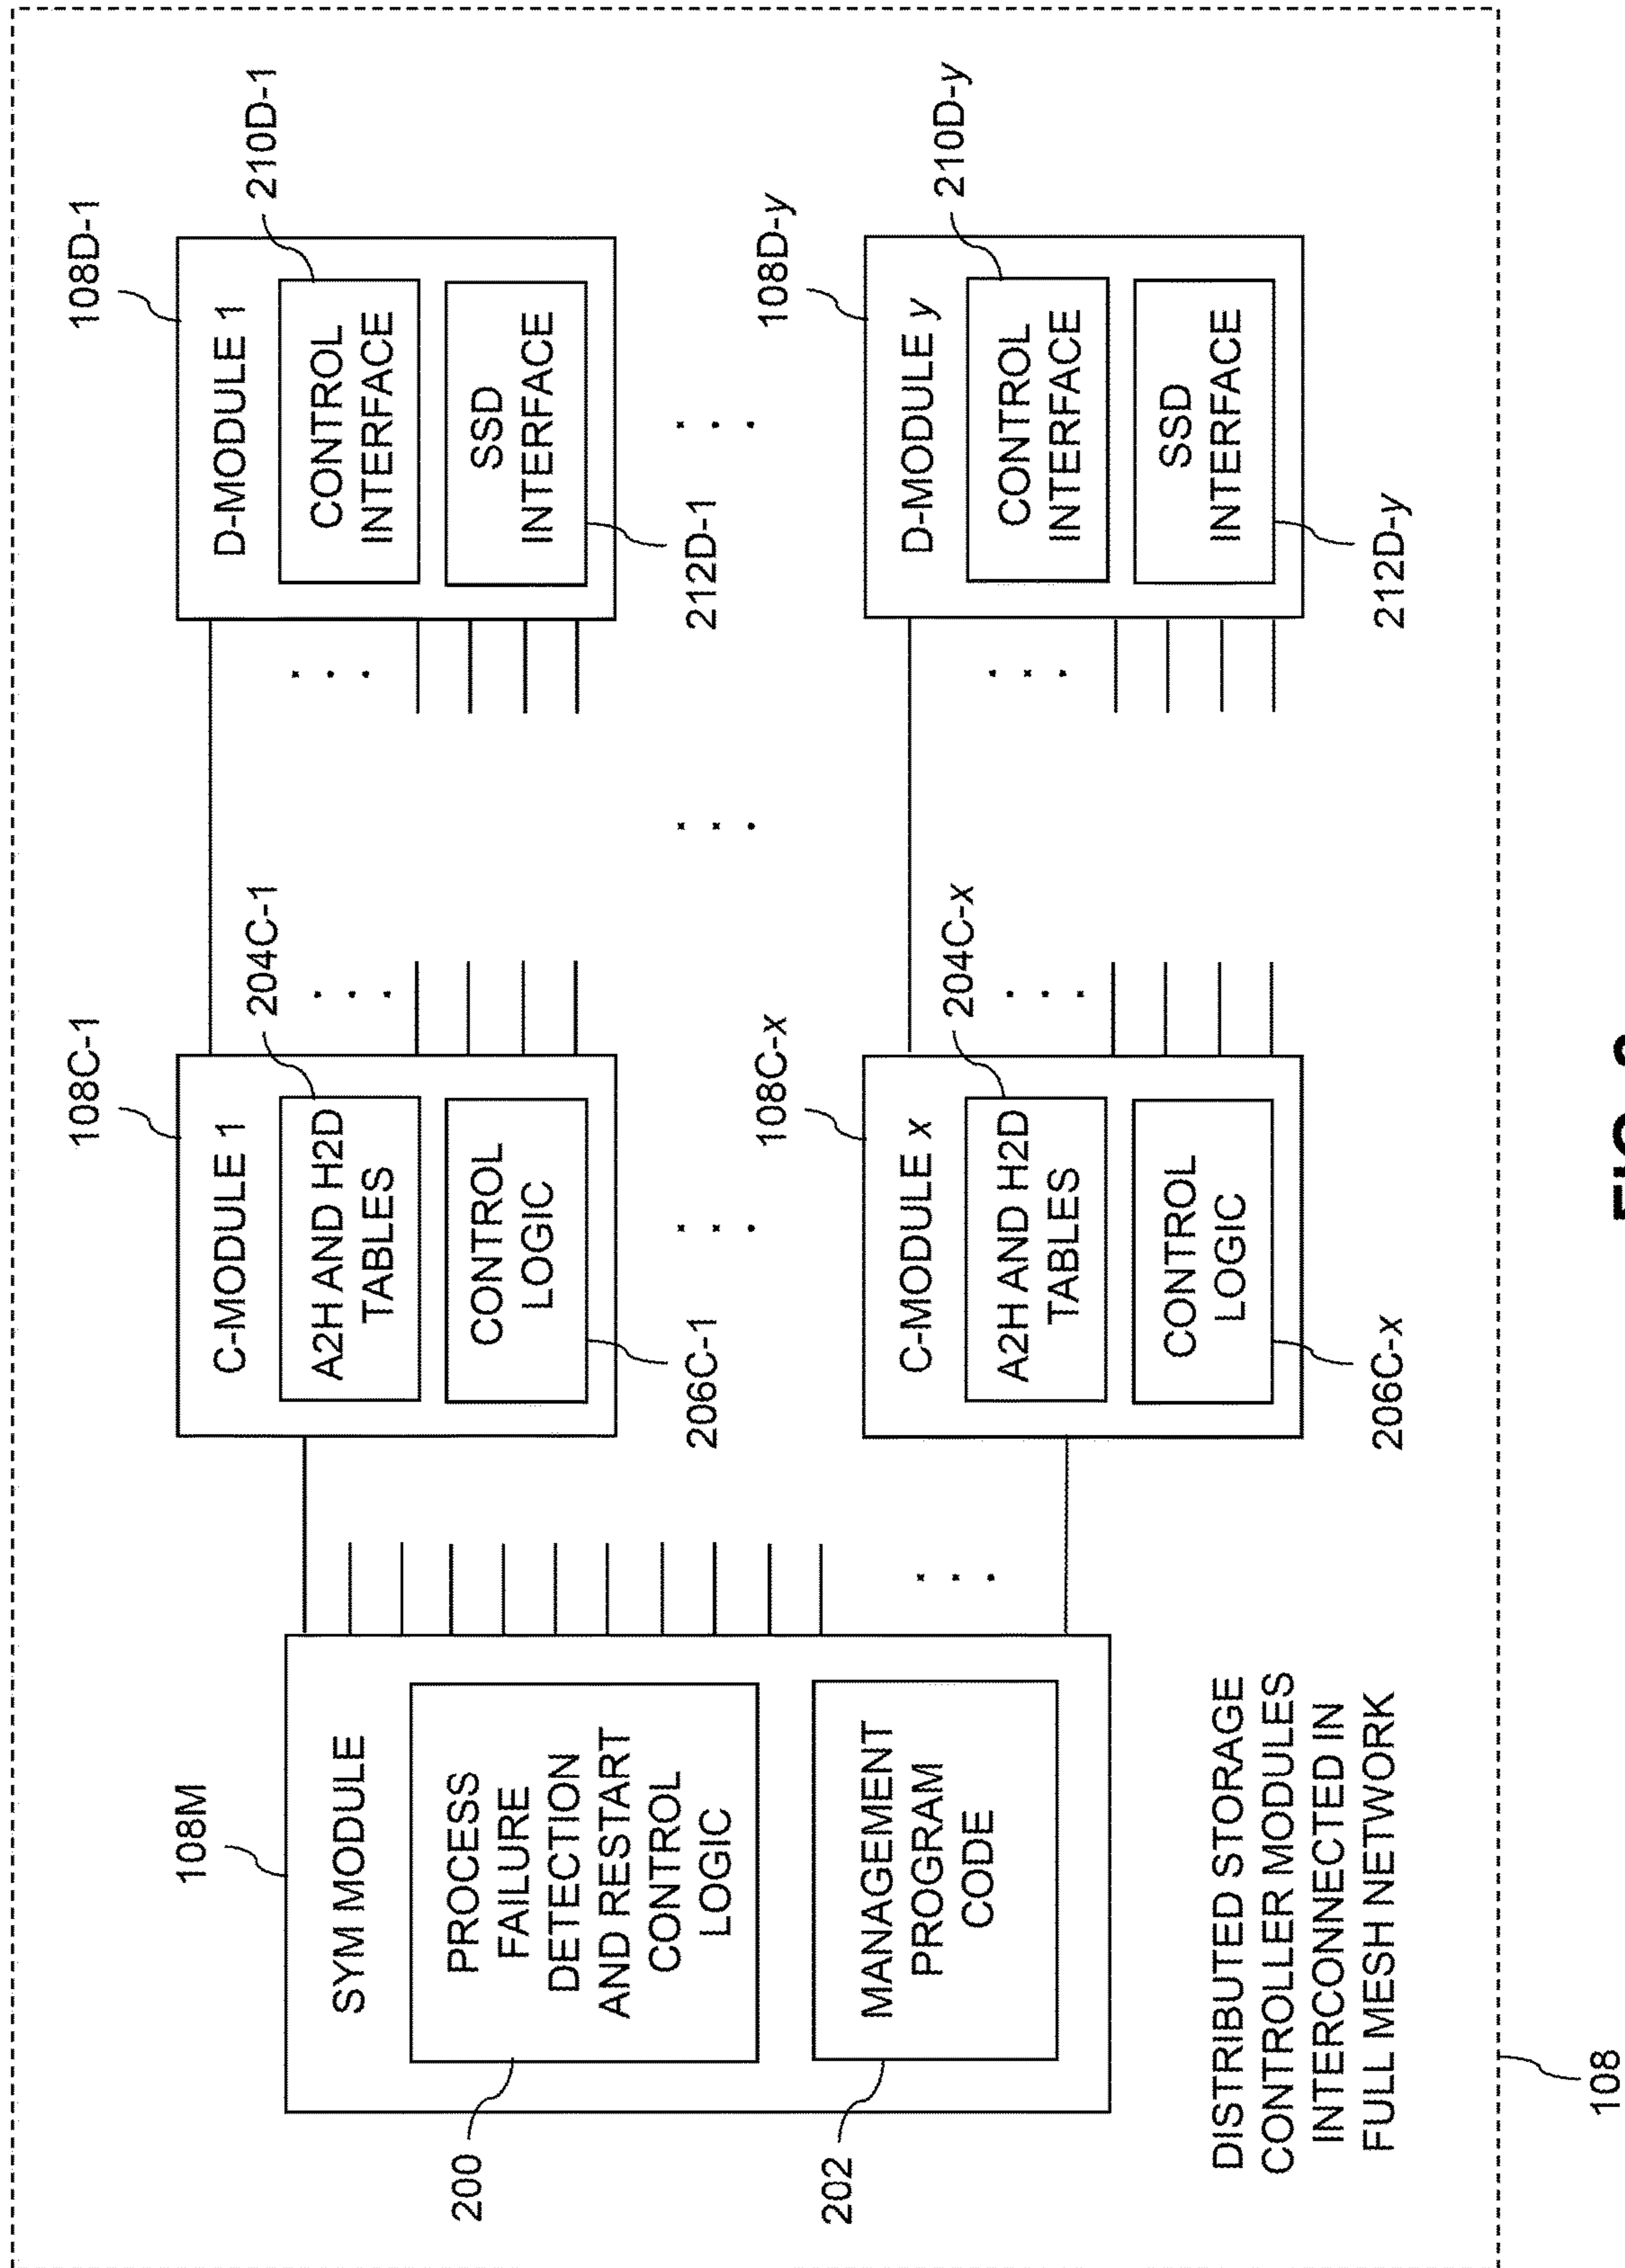 108C-1
108D-1
108M
C-MODULE 1
204C-1
D-MODULE 1
210D-1
SYM MODULE
A2H AND H2D
TABLES
CONTROL
INTERFACE
200
PROCESS
FAILURE
DETECTION
AND RESTART
CONTROL
LOGIC
CONTROL
LOGIC
SSD
INTERFACE
206C-1
212D-1
108C-x
108D-y
202
MANAGEMENT
PROGRAM
CODE
C-MODULE x
204C-x
D-MODULE y
210D-y
A2H AND H2D
TABLES
CONTROL
INTERFACE
CONTROL
LOGIC
SSD
INTERFACE
206C-x
212D-y
DISTRIBUTED STORAGE
CONTROLLER MODULES
INTERCONNECTED IN
FULL MESH NETWORK
108
FIG.